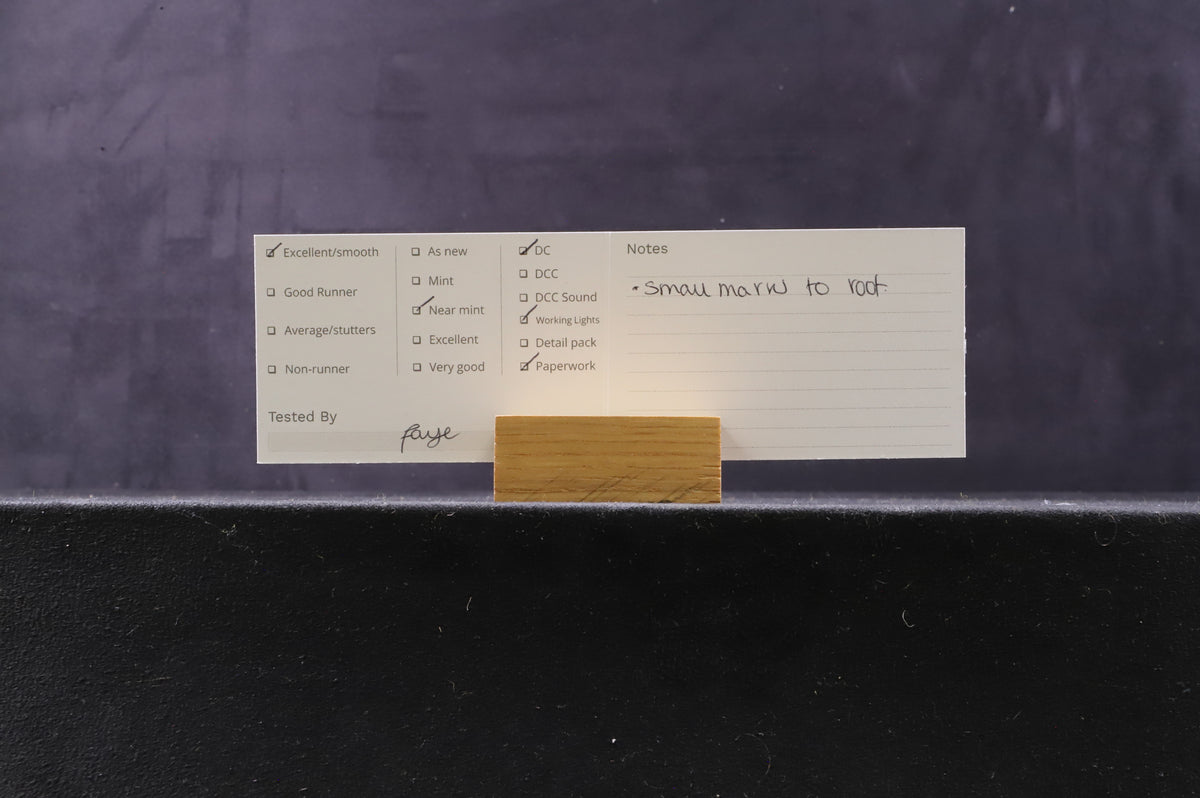 Excellent/smooth
Good Runner
Average/stutters
Non-runner
Tested By
faye
As new
Mint
Near mint
Excellent
Very good
DC
DCC
DCC Sound
Working Lights
Detail pack
Paperwork
Notes
• Small marks to roof.